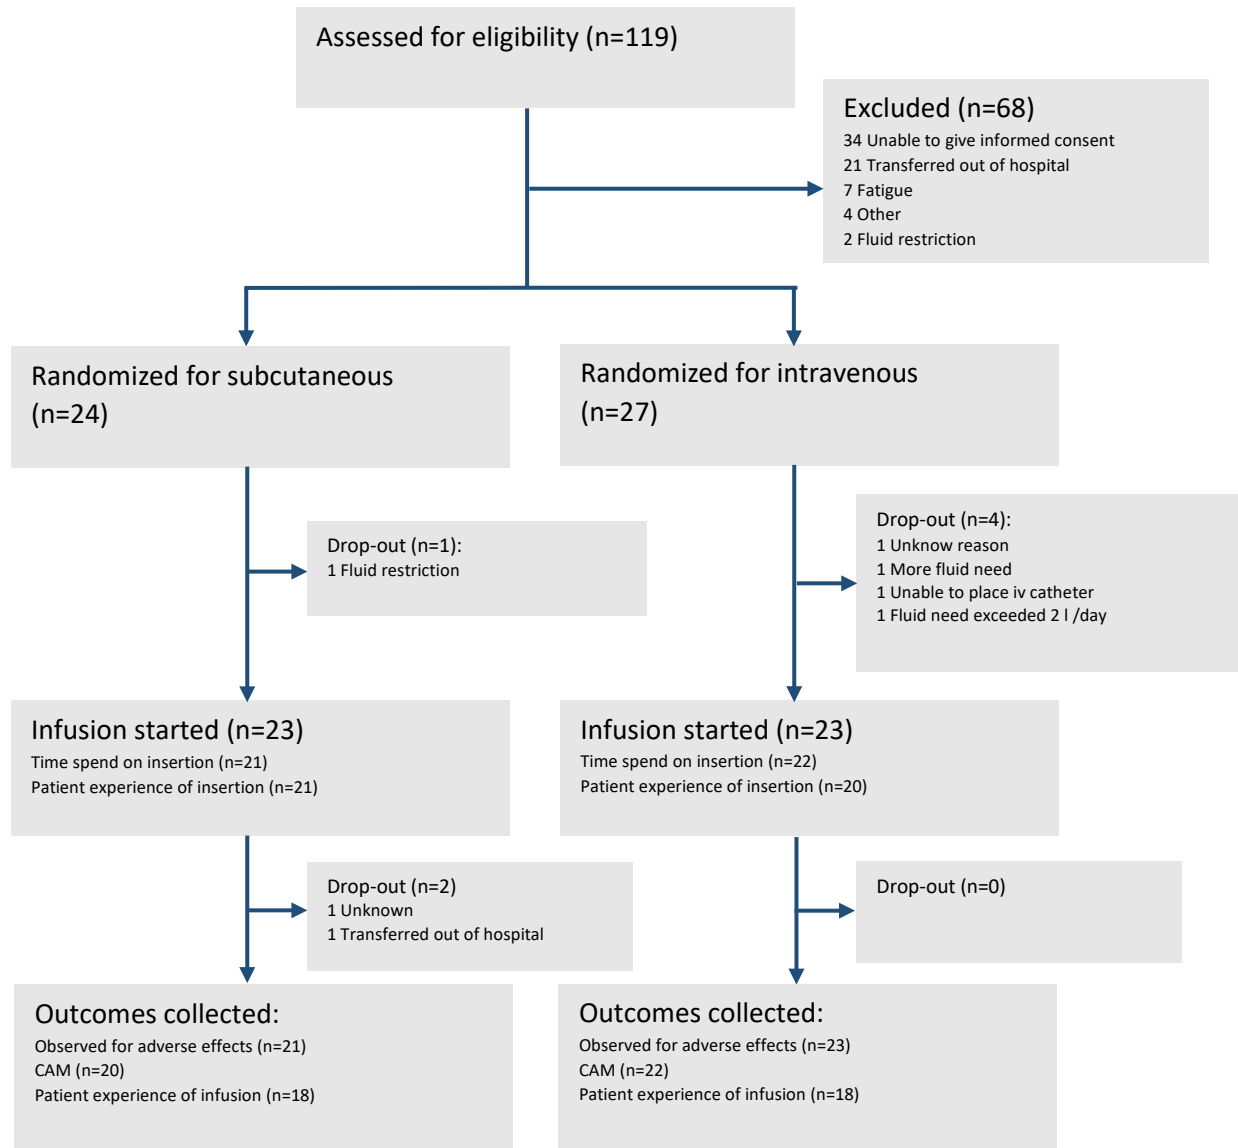 Assessed for eligibility (n=119)
Excluded (n=68)
34 Unable to give informed consent
21 Transferred out of hospital
7 Fatigue
4 Other
2 Fluid restriction
Randomized for subcutaneous
(n=24)
Randomized for intravenous
(n=27)
Drop-out (n=1):
1 Fluid restriction
Drop-out (n=4):
1 Unknow reason
1 More fluid need
1 Unable to place iv catheter
1 Fluid need exceeded 2 l /day
Infusion started (n=23)
Time spend on insertion (n=21)
Patient experience of insertion (n=21)
Infusion started (n=23)
Time spend on insertion (n=22)
Patient experience of insertion (n=20)
Drop-out (n=2)
1 Unknown
1 Transferred out of hospital
Drop-out (n=0)
Outcomes collected:
Observed for adverse effects (n=21)
CAM (n=20)
Patient experience of infusion (n=18)
Outcomes collected:
Observed for adverse effects (n=23)
CAM (n=22)
Patient experience of infusion (n=18)